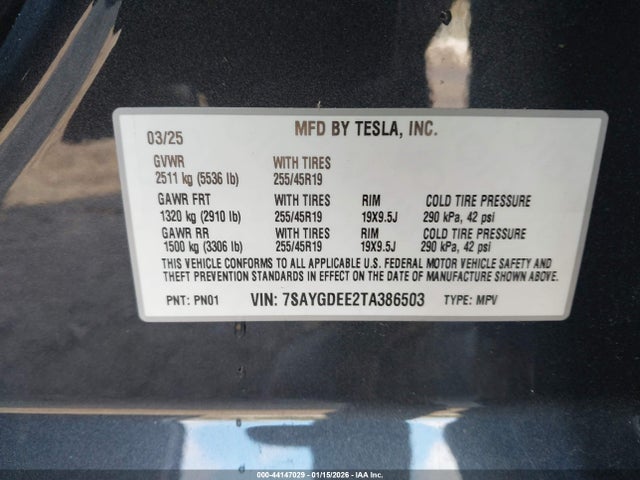 03/25 MFD BY TESLA, INC.
GVWR WITH TIRES
2511 kg (5536 lb) 255/45R19
GAWR FRT WITH TIRES RIM COLD TIRE PRESSURE
1320 kg (2910 lb) 255/45R19 19X9.5J 290 kPa, 42 psi
GAWR RR WITH TIRES RIM COLD TIRE PRESSURE
1500 kg (3306 lb) 255/45R19 19X9.5J 290 kPa, 42 psi
THIS VEHICLE CONFORMS TO ALL APPLICABLE U.S. FEDERAL MOTOR VEHICLE SAFETY AND
THEFT PREVENTION STANDARDS IN EFFECT ON THE DATE OF MANUFACTURE SHOWN ABOVE.
PNT: PN01 VIN: 7SAYGDEE2TA386503 TYPE: MPV
000-44147029 - 01/15/2026 - IAA Inc.